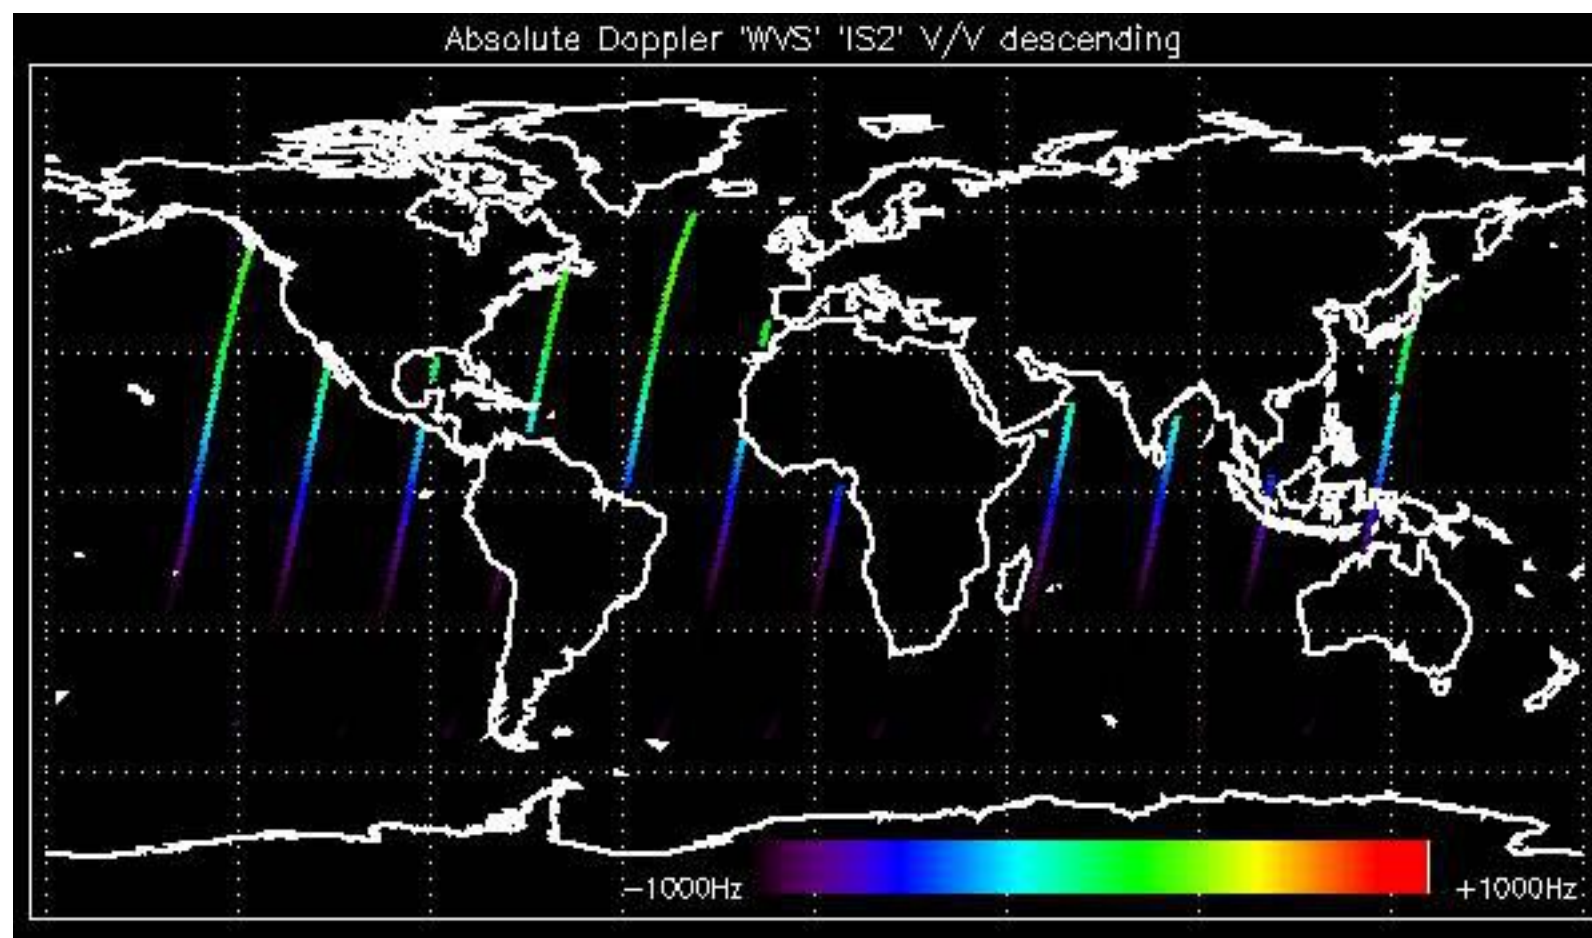 Absolute Doppler 'WVS' 'IS2' V/V descending
−1000Hz +1000Hz